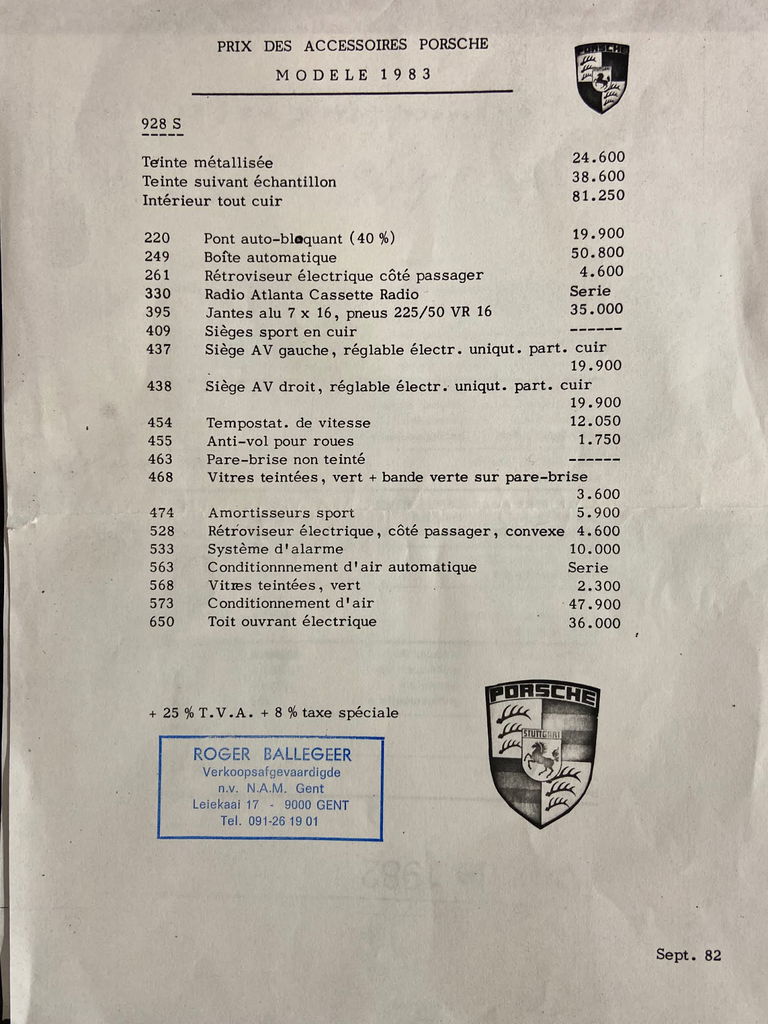 PRIX DES ACCESSOIRES PORSCHE
MODELE 1983
PORSCHE
928 S
Teinte métallisée 24.600
Teinte suivant échantillon 38.600
Intérieur tout cuir 81.250
220 Pont auto-bloquant (40 %) 19.900
249 Boîte automatique 50.800
261 Rétroviseur électrique côté passager 4.600
330 Radio Atlanta Cassette Radio Serie
395 Jantes alu 7 x 16, pneus 225/50 VR 16 35.000
409 Sièges sport en cuir ------
437 Siège AV gauche, réglable électr. uniqut. part. cuir
19.900
438 Siège AV droit, réglable électr. uniqut. part. cuir
19.900
454 Tempostat. de vitesse 12.050
455 Anti-vol pour roues 1.750
463 Pare-brise non teinté ------
468 Vitres teintées, vert + bande verte sur pare-brise
3.600
474 Amortisseurs sport 5.900
528 Rétroviseur électrique, côté passager, convexe 4.600
533 Système d'alarme 10.000
563 Conditionnnement d'air automatique Serie
568 Vitres teintées, vert 2.300
573 Conditionnement d'air 47.900
650 Toit ouvrant électrique 36.000
+ 25 % T.V.A. + 8 % taxe spéciale
PORSCHE
STUTTGART
ROGER BALLEGEER
Verkoopsafgevaardigde
n.v. N.A.M. Gent
Leiekaai 17 - 9000 GENT
Tel. 091-26 19 01
Sept. 82